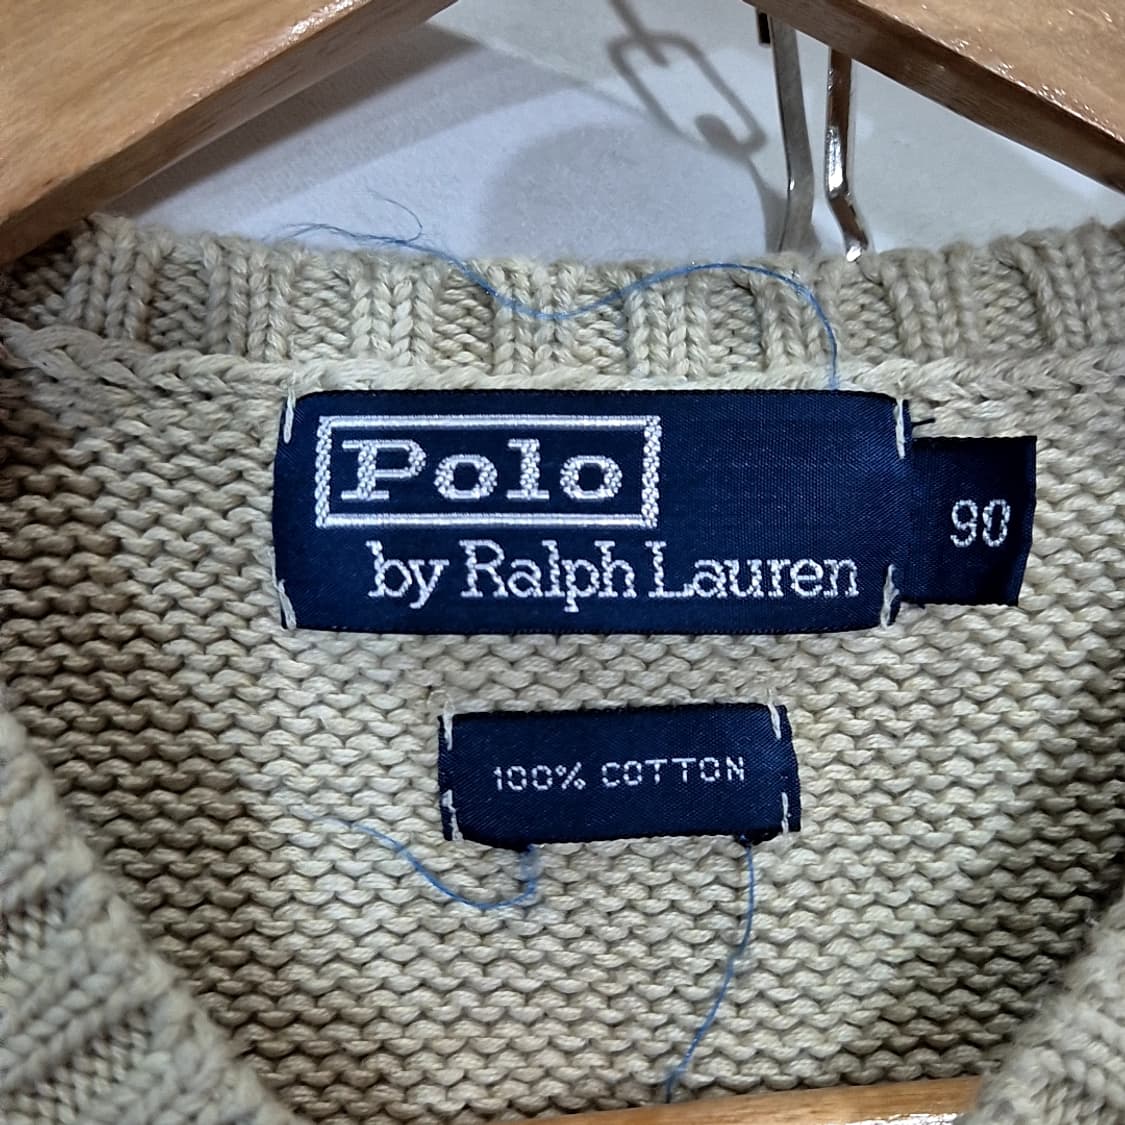 Polo
by Ralph Lauren
90
100% COTTON